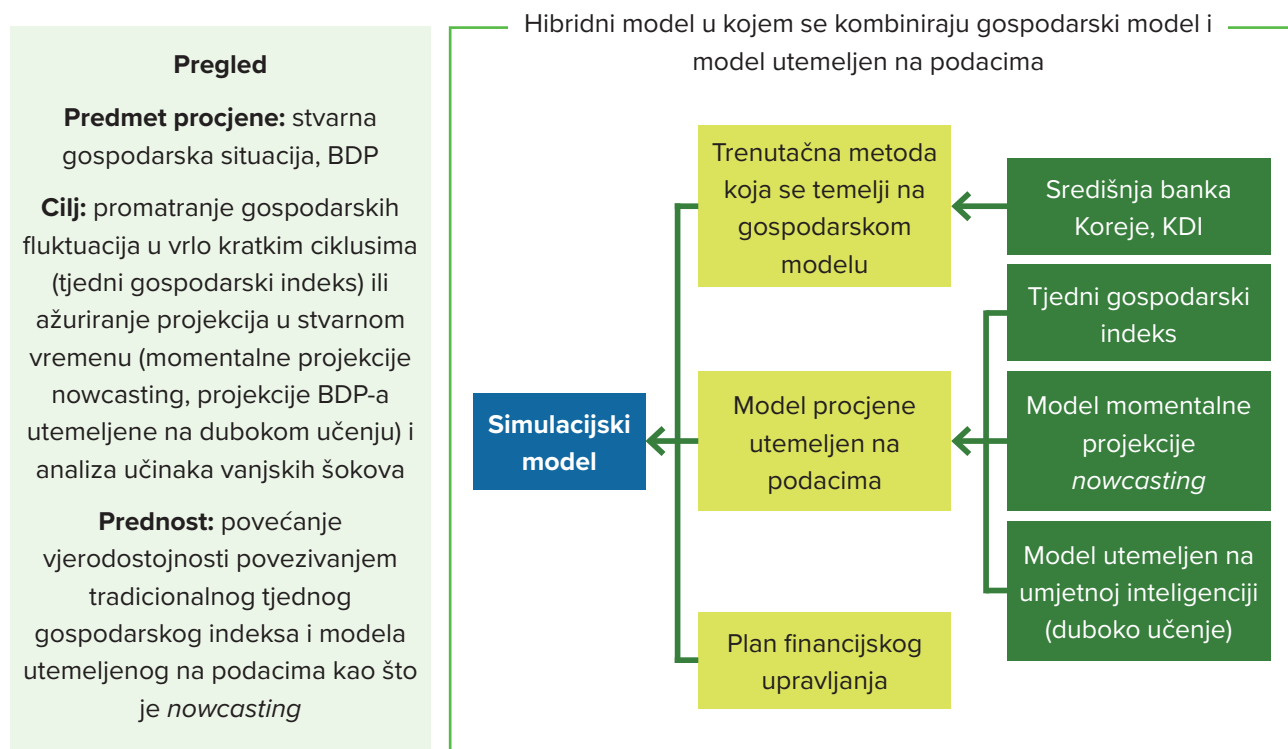 Pregled
Predmet procjene: stvarna
gospodarska situacija, BDP
Cilj: promatranje gospodarskih
fluktuacija u vrlo kratkim ciklusima
(tjedni gospodarski indeks) ili
ažuriranje projekcija u stvarnom
vremenu (momentalne projekcije
nowcasting, projekcije BDP-a
utemeljene na dubokom učenju) i
analiza učinaka vanjskih šokova
Prednost: povećanje
vjerodostojnosti povezivanjem
tradicionalnog tjednog
gospodarskog indeksa i modela
utemeljenog na podacima kao što
je nowcasting
Hibridni model u kojem se kombiniraju gospodarski model i
model utemeljen na podacima
Simulacijski
model
Trenutačna metoda
koja se temelji na
gospodarskom
modelu
Model procjene
utemeljen na
podacima
Plan financijskog
upravljanja
Središnja banka
Koreje, KDI
Tjedni gospodarski
indeks
Model momentalne
projekcije
nowcasting
Model utemeljen na
umjetnoj inteligenciji
(duboko učenje)